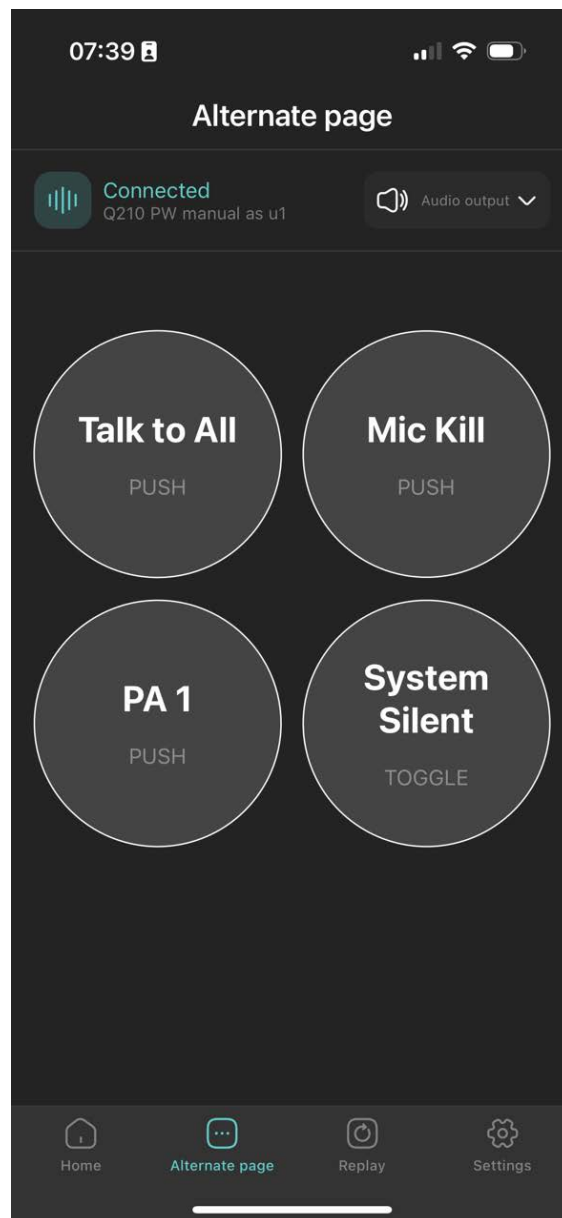 07:39
Alternate page
Connected
Q210 PW manual as u1
Audio output
Talk to All
PUSH
Mic Kill
PUSH
PA 1
PUSH
System
Silent
TOGGLE
Home
Alternate page
Replay
Settings